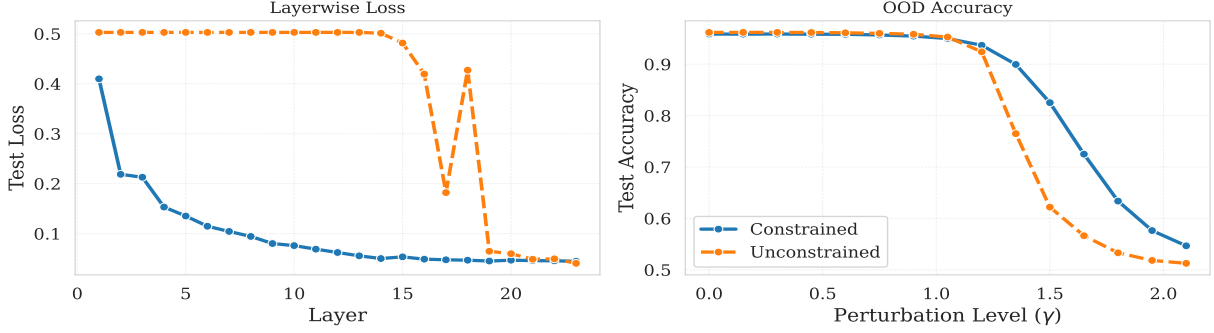 Layerwise Loss
0.5
0.4
0.3
0.2
0.1
Test Loss
0 5 10 15 20
Layer
OOD Accuracy
0.9
0.8
0.7
0.6
0.5
Test Accuracy
Constrained
Unconstrained
0.0 0.5 1.0 1.5 2.0
Perturbation Level (γ)